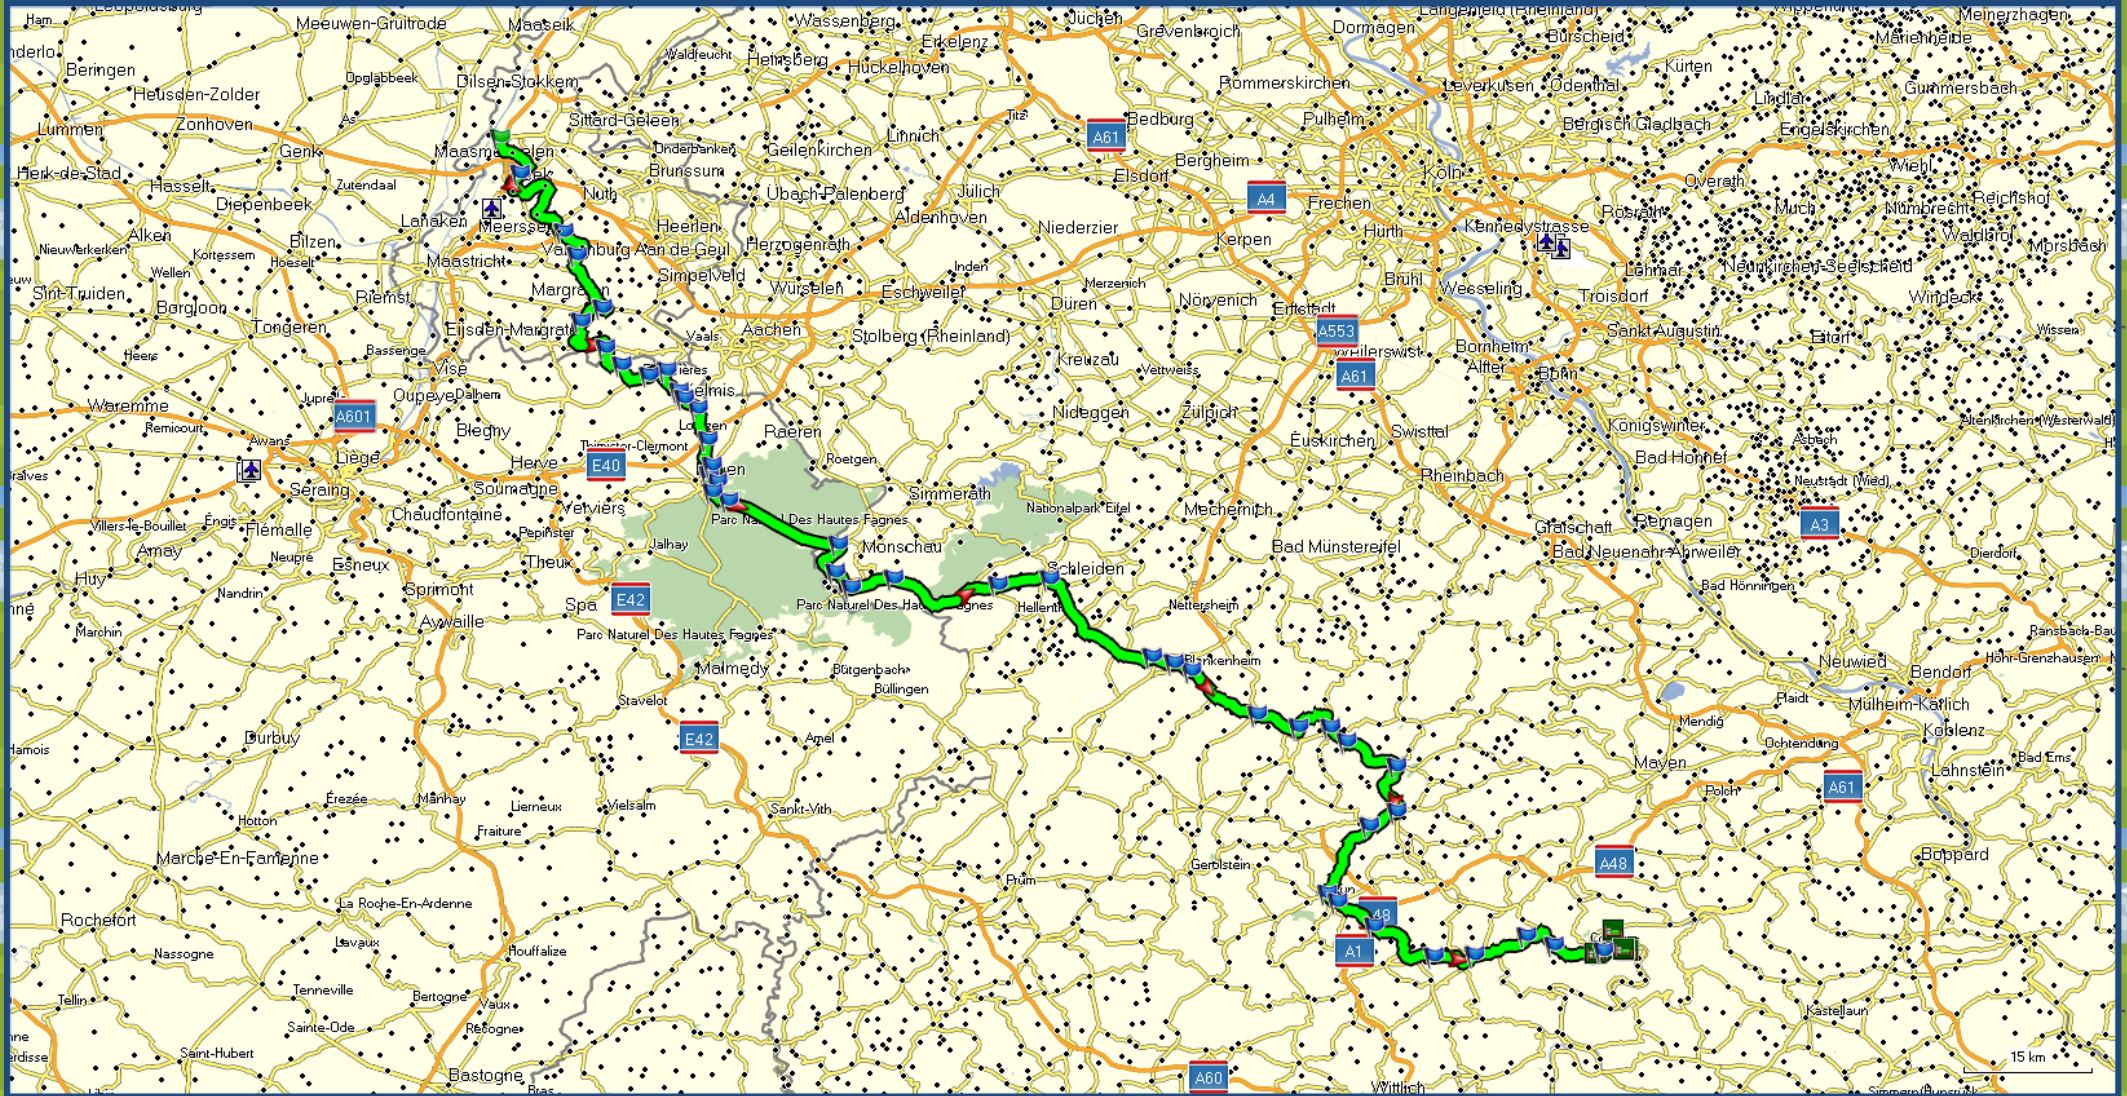 Ham
Meeuwen-Gruitrode
Maaseik
Wassenberg
Jüchen
Grevenbroich
Dormagen
Langenfeld (Rheinland)
Burscheid
Meinerzhagen
Marienheide
Beringen
Opglabbeek
Dilsen-Stokkem
Waldfeucht
Heinsberg
Erkelenz
Hückelhoven
Rommerskirchen
Leverkusen
Odenthal
Kürten
Lindlar
Gummersbach
Heusden-Zolder
Zonhoven
As
Sittard-Geleen
Linnich
Titz
A61
Bedburg
Pulheim
Bergisch Gladbach
Engelskirchen
Lummen
Genk
Onderbanken
Geilenkirchen
Bergheim
Wiehl
Herk-de-Stad
Hasselt
Zutendaal
Nuth
Brunssum
Übach-Palenberg
Jülich
Elsdorf
A4
Frechen
Köln
Overath
Reichshof
Diepenbeek
Lanaken
Heerlen
Aldenhoven
Niederzier
Kerpen
Hürth
Kennedystrasse
Rösrath
Much
Nümbrecht
Waldbröl
Morsbach
Alken
Nieuwerkerken
Kortessem
Bilzen
Hoeselt
Maastricht
Aan de Geul
Herzogenrath
Simpelveld
Inden
Merzenich
Lohmar
Neunkirchen-Seelscheid
Wellen
Sint-Truiden
Borgloon
Riemst
Würselen
Eschweiler
Düren
Nörvenich
Brühl
Wesseling
Troisdorf
Windeck
Tongeren
Vaals
Aachen
Stolberg (Rheinland)
Erftstadt
A553
Sankt Augustin
Eitorf
Wissen
Heers
Bassenge
Visé
Kreuzau
Vettweiss
Weilerswist
A61
Bornheim
Alfter
Bonn
Waremme
Remicourt
A601
Oupeye
Dalhem
Blegny
Nideggen
Zülpich
Euskirchen
Swisttal
Königswinter
Altenkirchen (Westerwald)
Asbach
Awans
Liège
Herve
Thimister-Clermont
E40
Raeren
Roetgen
Rheinbach
Bad Honnef
Neustadt (Wied)
Seraing
Soumagne
Simmerath
Nationalpark Eifel
Mechernich
A3
Villers-le-Bouillet
Engis
Flémalle
Chaudfontaine
Verviers
Grafschaft
Remagen
Amay
Neupré
Esneux
Pepinster
Theux
Jalhay
Monschau
Bad Münstereifel
Bad Neuenahr-Ahrweiler
Dierdorf
Huy
Nandrin
Sprimont
Spa
E42
Schleiden
Nettersheim
Bad Hönningen
Marchin
Aywaille
Parc Naturel Des Hautes Fagnes
Malmedy
Bütgenbach
Büllingen
Blankenheim
Neuwied
Bendorf
Höhr-Grenzhausen
Stavelot
E42
Plaidt
Mülheim-Kärlich
Durbuy
Amel
Mendig
Ochtendung
Koblenz
Bad Ems
Lahnstein
Érezée
Manhay
Lierneux
Vielsalm
Sankt-Vith
Mayen
Polch
A61
Hotton
Fraiture
Marche-En-Famenne
Gerolstein
A48
Boppard
Prüm
La Roche-En-Ardenne
Rochefort
Lavaux
Nassogne
Houffalize
A1
Tenneville
Bertogne
Vaux
Tellin
Sainte-Ode
Recogne
Kastellaun
Saint-Hubert
Bastogne
A60
Wittlich
15 km